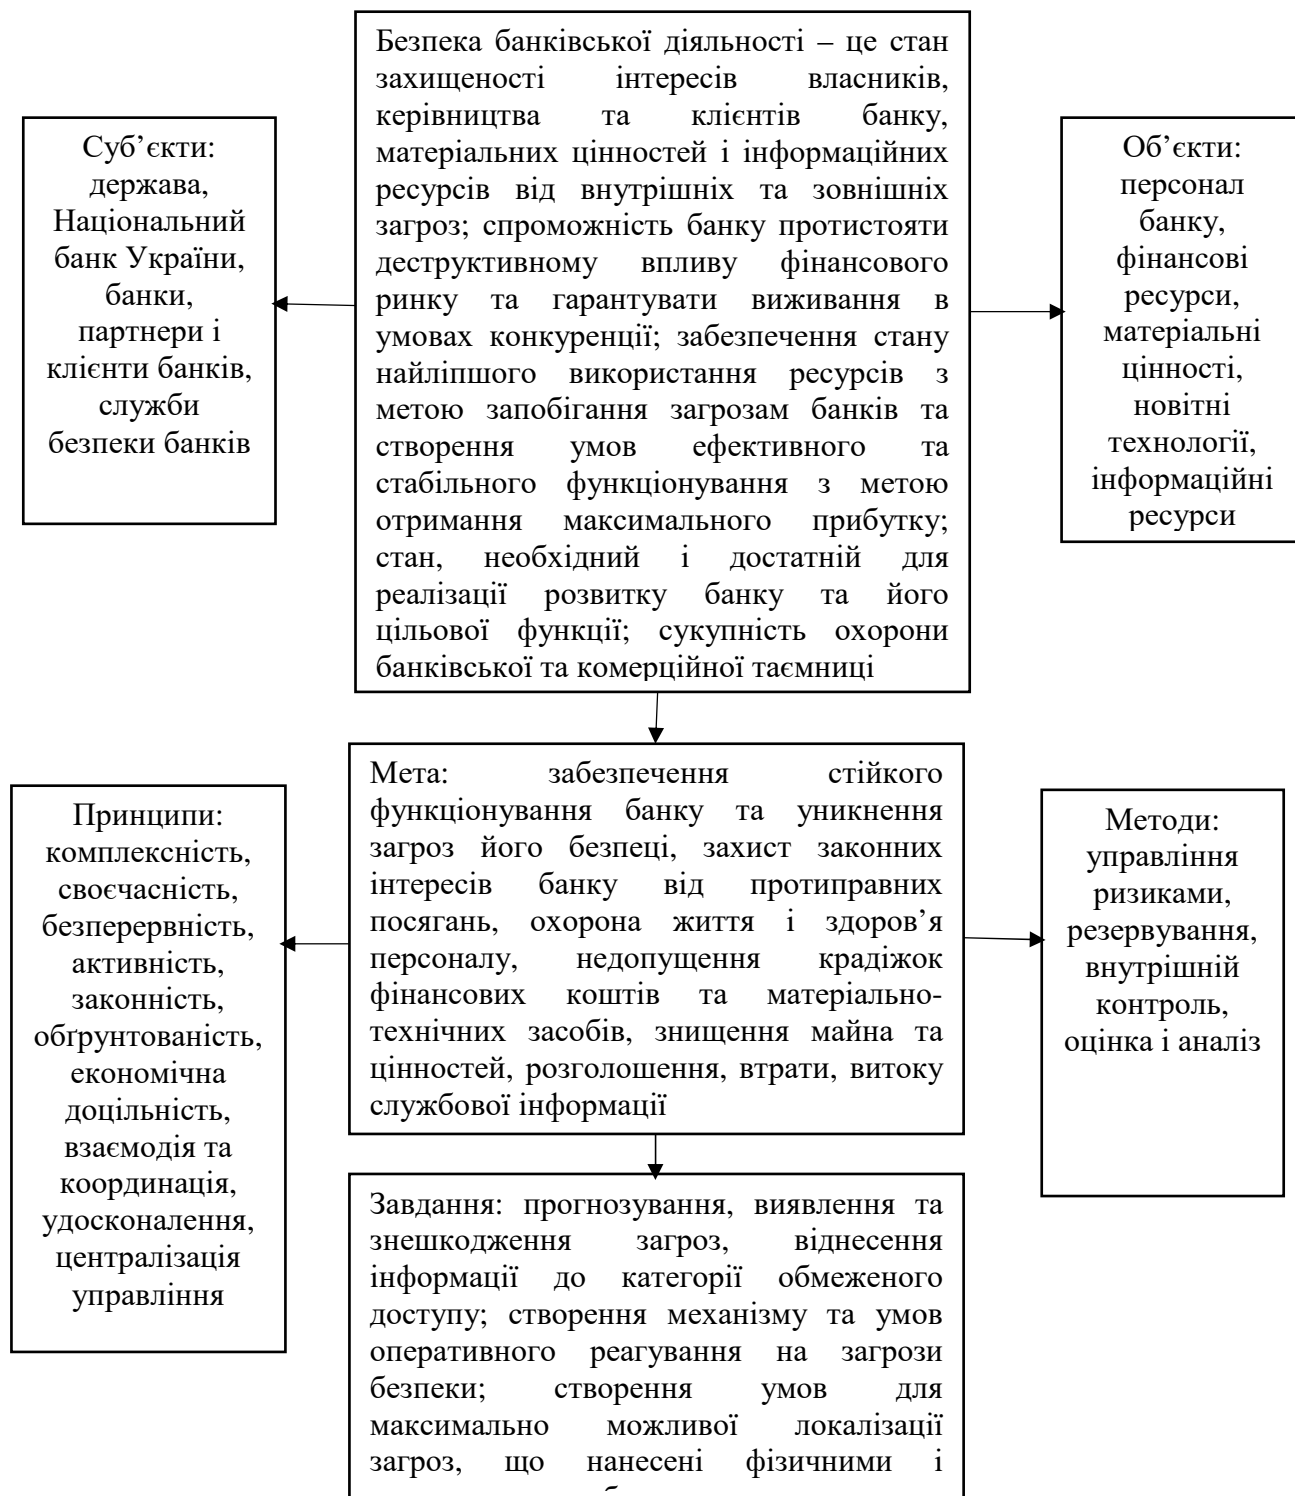 Безпека банківської діяльності – це стан
захищеності інтересів власників,
керівництва та клієнтів банку,
матеріальних цінностей і інформаційних
ресурсів від внутрішніх та зовнішніх
загроз; спроможність банку протистояти
деструктивному впливу фінансового
ринку та гарантувати виживання в
умовах конкуренції; забезпечення стану
найліпшого використання ресурсів з
метою запобігання загрозам банків та
створення умов ефективного та
стабільного функціонування з метою
отримання максимального прибутку;
стан, необхідний і достатній для
реалізації розвитку банку та його
цільової функції; сукупність охорони
банківської та комерційної таємниці
Суб’єкти:
держава,
Національний
банк України,
банки,
партнери і
клієнти банків,
служби
безпеки банків
Об’єкти:
персонал
банку,
фінансові
ресурси,
матеріальні
цінності,
новітні
технології,
інформаційні
ресурси
Мета: забезпечення стійкого
функціонування банку та уникнення
загроз його безпеці, захист законних
інтересів банку від протиправних
посягань, охорона життя і здоров’я
персоналу, недопущення крадіжок
фінансових коштів та матеріально-
технічних засобів, знищення майна та
цінностей, розголошення, втрати, витоку
службової інформації
Принципи:
комплексність,
своєчасність,
безперервність,
активність,
законність,
обґрунтованість,
економічна
доцільність,
взаємодія та
координація,
удосконалення,
централізація
управління
Методи:
управління
ризиками,
резервування,
внутрішній
контроль,
оцінка і аналіз
Завдання: прогнозування, виявлення та
знешкодження загроз, віднесення
інформації до категорії обмеженого
доступу; створення механізму та умов
оперативного реагування на загрози
безпеки; створення умов для
максимально можливої локалізації
загроз, що нанесені фізичними і